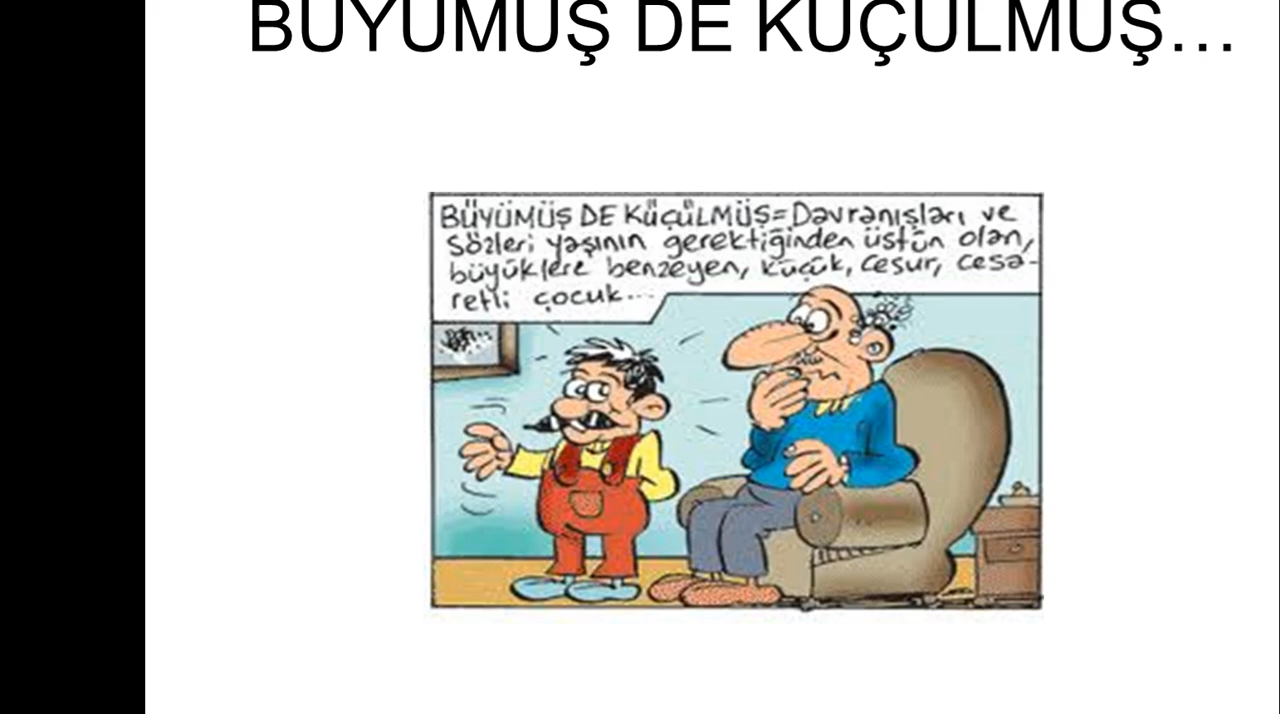 BÜYÜMÜŞ DE KÜÇÜLMÜŞ...
BÜYÜMÜŞ DE KÜÇÜLMÜŞ=Davranışları ve
sözleri yaşının gerektiğinden üstün olan,
büyüklere benzeyen, küçük, cesur, cesa-
retli çocuk...